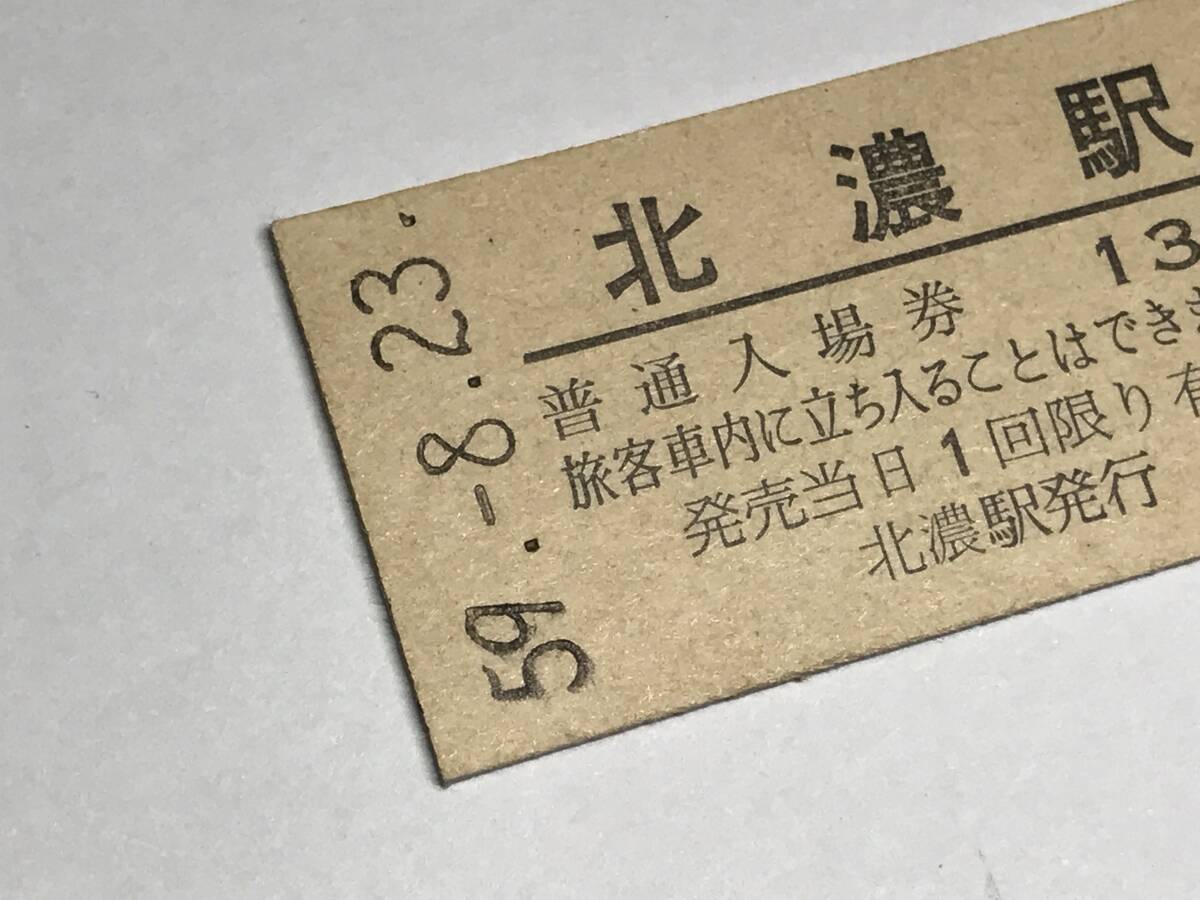 北濃駅
普通入場券 13
旅客車内に立ち入ることはでき
発売当日1回限り有
北濃駅発行
59.-8.23.